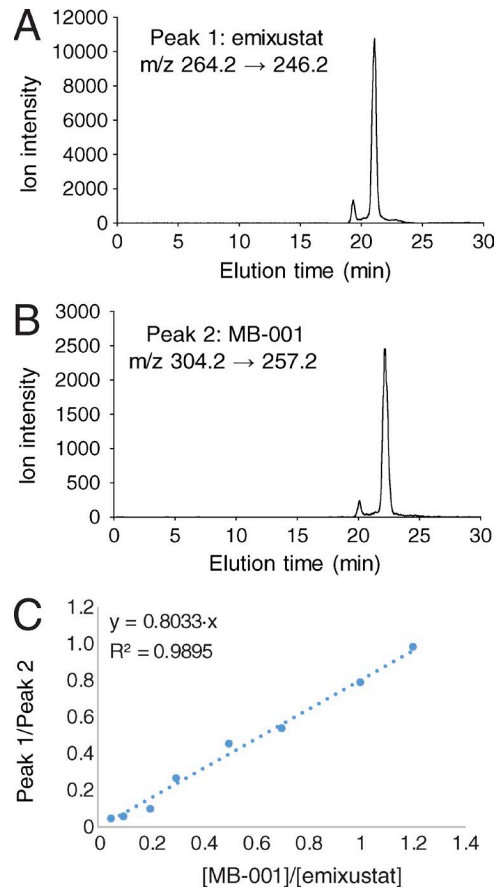 A
Peak 1: emixustat
m/z 264.2 → 246.2
Ion intensity
12000
10000
8000
6000
4000
2000
0
0 5 10 15 20 25 30
Elution time (min)
B
Peak 2: MB-001
m/z 304.2 → 257.2
Ion intensity
3000
2500
2000
1500
1000
500
0
0 5 10 15 20 25 30
Elution time (min)
C
y = 0.8033·x
R² = 0.9895
Peak 1/Peak 2
1.2
1.0
0.8
0.6
0.4
0.2
0
0 0.2 0.4 0.6 0.8 1 1.2 1.4
[MB-001]/[emixustat]